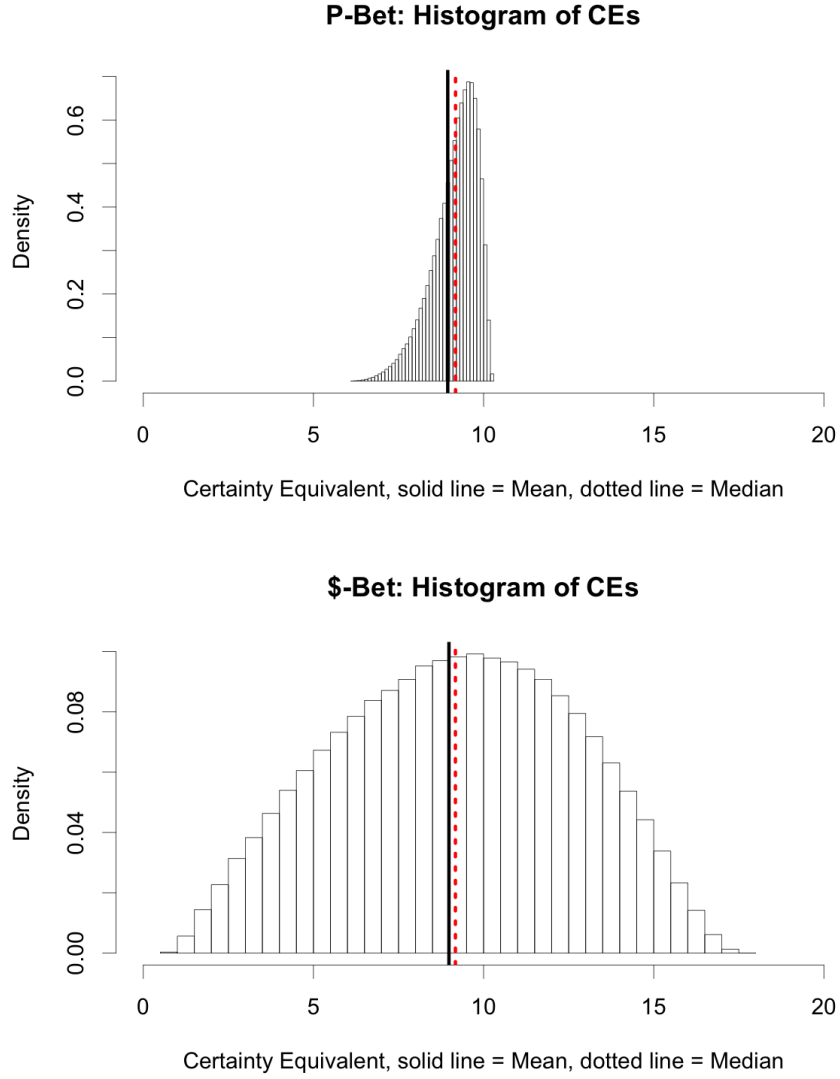 P-Bet: Histogram of CEs
0.6
0.4
0.2
0.0
Density
0 5 10 15 20
Certainty Equivalent, solid line = Mean, dotted line = Median
$-Bet: Histogram of CEs
0.08
0.04
0.00
Density
0 5 10 15 20
Certainty Equivalent, solid line = Mean, dotted line = Median